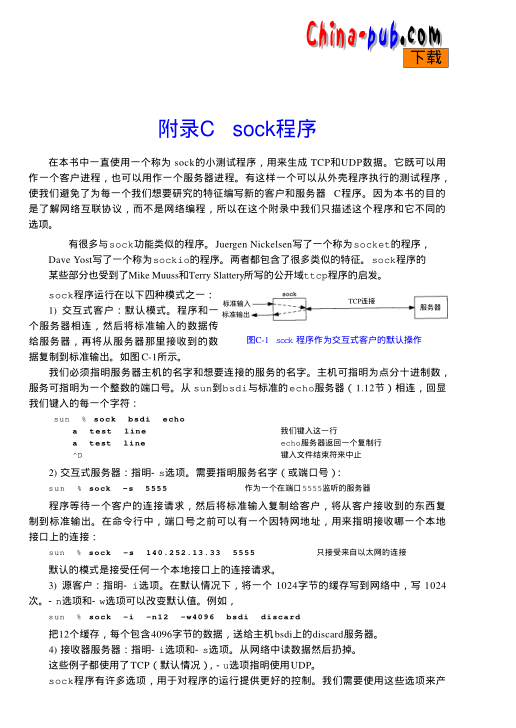 China-pub.com
下载
附录C sock程序
在本书中一直使用一个称为 sock的小测试程序，用来生成 TCP和UDP数据。它既可以用
作一个客户进程，也可以用作一个服务器进程。有这样一个可以从外壳程序执行的测试程序，
使我们避免了为每一个我们想要研究的特征编写新的客户和服务器 C程序。因为本书的目的
是了解网络互联协议，而不是网络编程，所以在这个附录中我们只描述这个程序和它不同的
选项。
有很多与sock功能类似的程序。Juergen Nickelsen写了一个称为socket的程序，
Dave Yost写了一个称为sockio的程序。两者都包含了很多类似的特征。sock程序的
某些部分也受到了Mike Muuss和Terry Slattery所写的公开域ttcp程序的启发。
sock程序运行在以下四种模式之一：
1) 交互式客户：默认模式。程序和一
个服务器相连，然后将标准输入的数据传
给服务器，再将从服务器那里接收到的数
据复制到标准输出。如图 C-1所示。
sock
标准输入
标准输出
TCP连接
服务器
图C-1 sock 程序作为交互式客户的默认操作
我们必须指明服务器主机的名字和想要连接的服务的名字。主机可指明为点分十进制数，
服务可指明为一个整数的端口号。从 sun到bsdi与标准的echo服务器（1.12节）相连，回显
我们键入的每一个字符：
sun % sock bsdi echo
a test line 我们键入这一行
a test line echo服务器返回一个复制行
^D 键入文件结束符来中止
2) 交互式服务器：指明- s选项。需要指明服务名字（或端口号）：
sun % sock -s 5555 作为一个在端口5555监听的服务器
程序等待一个客户的连接请求，然后将标准输入复制给客户，将从客户接收到的东西复
制到标准输出。在命令行中，端口号之前可以有一个因特网地址，用来指明接收哪一个本地
接口上的连接：
sun % sock -s 140.252.13.33 5555 只接受来自以太网的连接
默认的模式是接受任何一个本地接口上的连接请求。
3) 源客户：指明- i选项。在默认情况下，将一个 1024字节的缓存写到网络中，写 1024
次。- n选项和- w选项可以改变默认值。例如，
sun % sock -i -n12 -w4096 bsdi discard
把12个缓存，每个包含4096字节的数据，送给主机bsdi上的discard服务器。
4) 接收器服务器：指明- i选项和- s选项。从网络中读数据然后扔掉。
这些例子都使用了TCP（默认情况），- u选项指明使用UDP。
sock程序有许多选项，用于对程序的运行提供更好的控制。我们需要使用这些选项来产